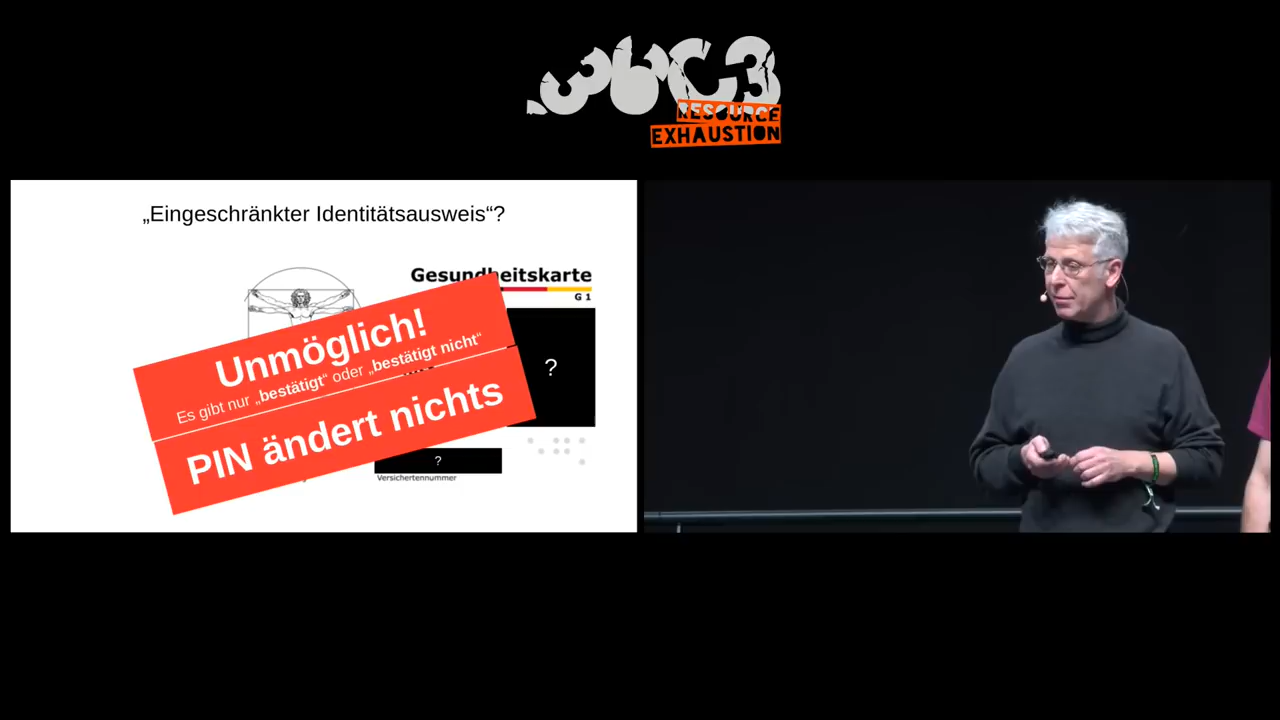 36C3
RESOURCE
EXHAUSTION
„Eingeschränkter Identitätsausweis“?
Gesundheitskarte
G 1
Unmöglich!
Es gibt nur „bestätigt“ oder „bestätigt nicht“
PIN ändert nichts
?
?
Versichertennummer